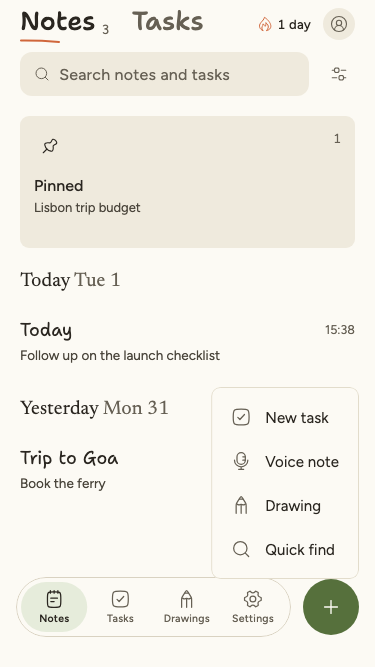 Notes 3 Tasks 1 day
Search notes and tasks
1
Pinned
Lisbon trip budget
Today Tue 1
Today 15:38
Follow up on the launch checklist
Yesterday Mon 31
Trip to Goa
Book the ferry
New task
Voice note
Drawing
Quick find
Notes Tasks Drawings Settings